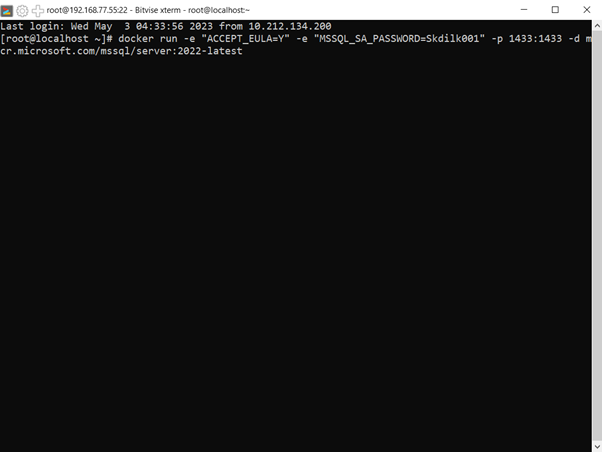 root@192.168.77.55:22 - Bitvise xterm - root@localhost:~
Last login: Wed May  3 04:33:56 2023 from 10.212.134.200
[root@localhost ~]# docker run -e "ACCEPT_EULA=Y" -e "MSSQL_SA_PASSWORD=Skdilk001" -p 1433:1433 -d m
cr.microsoft.com/mssql/server:2022-latest